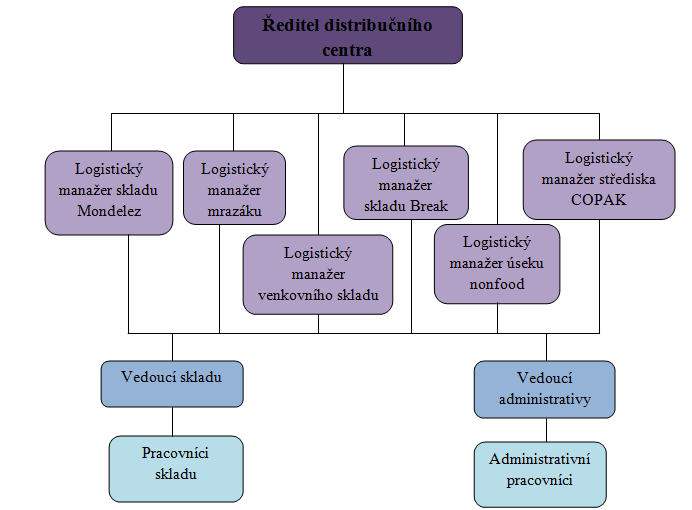 Ředitel distribučního
centra
Logistický
manažer skladu
Mondelez
Logistický
manažer
mrazáku
Logistický
manažer
venkovního skladu
Logistický
manažer
skladu Break
Logistický
manažer úseku
nonfood
Logistický
manažer střediska
COPAK
Vedoucí skladu
Vedoucí
administrativy
Pracovníci
skladu
Administrativní
pracovníci